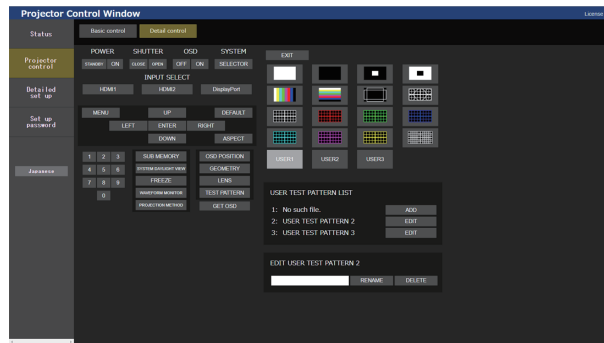 Projector Control Window
License
Status
Projector
control
Detailed
set up
Set up
password
Japanese
Basic control
Detail control
POWER
SHUTTER
OSD
SYSTEM
STANDBY
ON
CLOSE
OPEN
OFF
ON
SELECTOR
INPUT SELECT
HDMI1
HDMI2
DisplayPort
MENU
UP
DEFAULT
LEFT
ENTER
RIGHT
DOWN
ASPECT
1
2
3
SUB MEMORY
OSD POSITION
4
5
6
SYSTEM DAYLIGHT VIEW
GEOMETRY
7
8
9
FREEZE
LENS
0
WAVEFORM MONITOR
TEST PATTERN
PROJECTION METHOD
GET OSD
EXIT
USER1
USER2
USER3
USER TEST PATTERN LIST
1: No such file.
ADD
2: USER TEST PATTERN 2
EDIT
3: USER TEST PATTERN 3
EDIT
EDIT USER TEST PATTERN 2
RENAME
DELETE